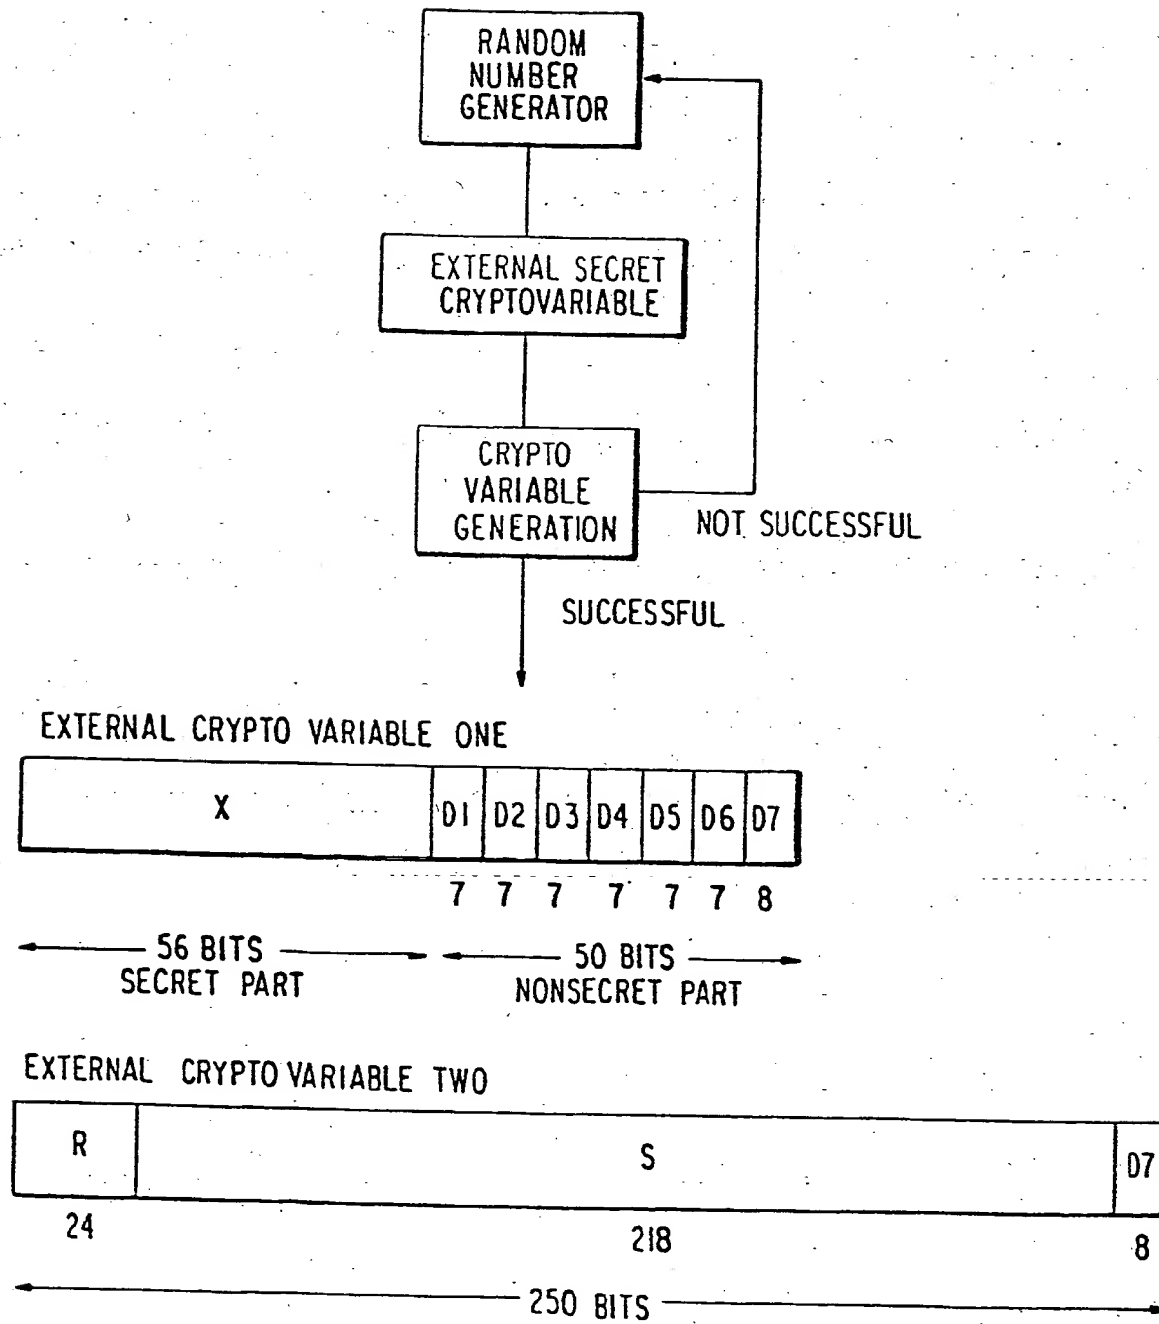 RANDOM
NUMBER
GENERATOR
EXTERNAL SECRET
CRYPTOVARIABLE
CRYPTO
VARIABLE
GENERATION
NOT SUCCESSFUL
SUCCESSFUL
EXTERNAL CRYPTO VARIABLE ONE
X D1 D2 D3 D4 D5 D6 D7
7 7 7 7 7 7 8
56 BITS
SECRET PART
50 BITS
NONSECRET PART
EXTERNAL CRYPTO VARIABLE TWO
R S D7
24 218 8
250 BITS